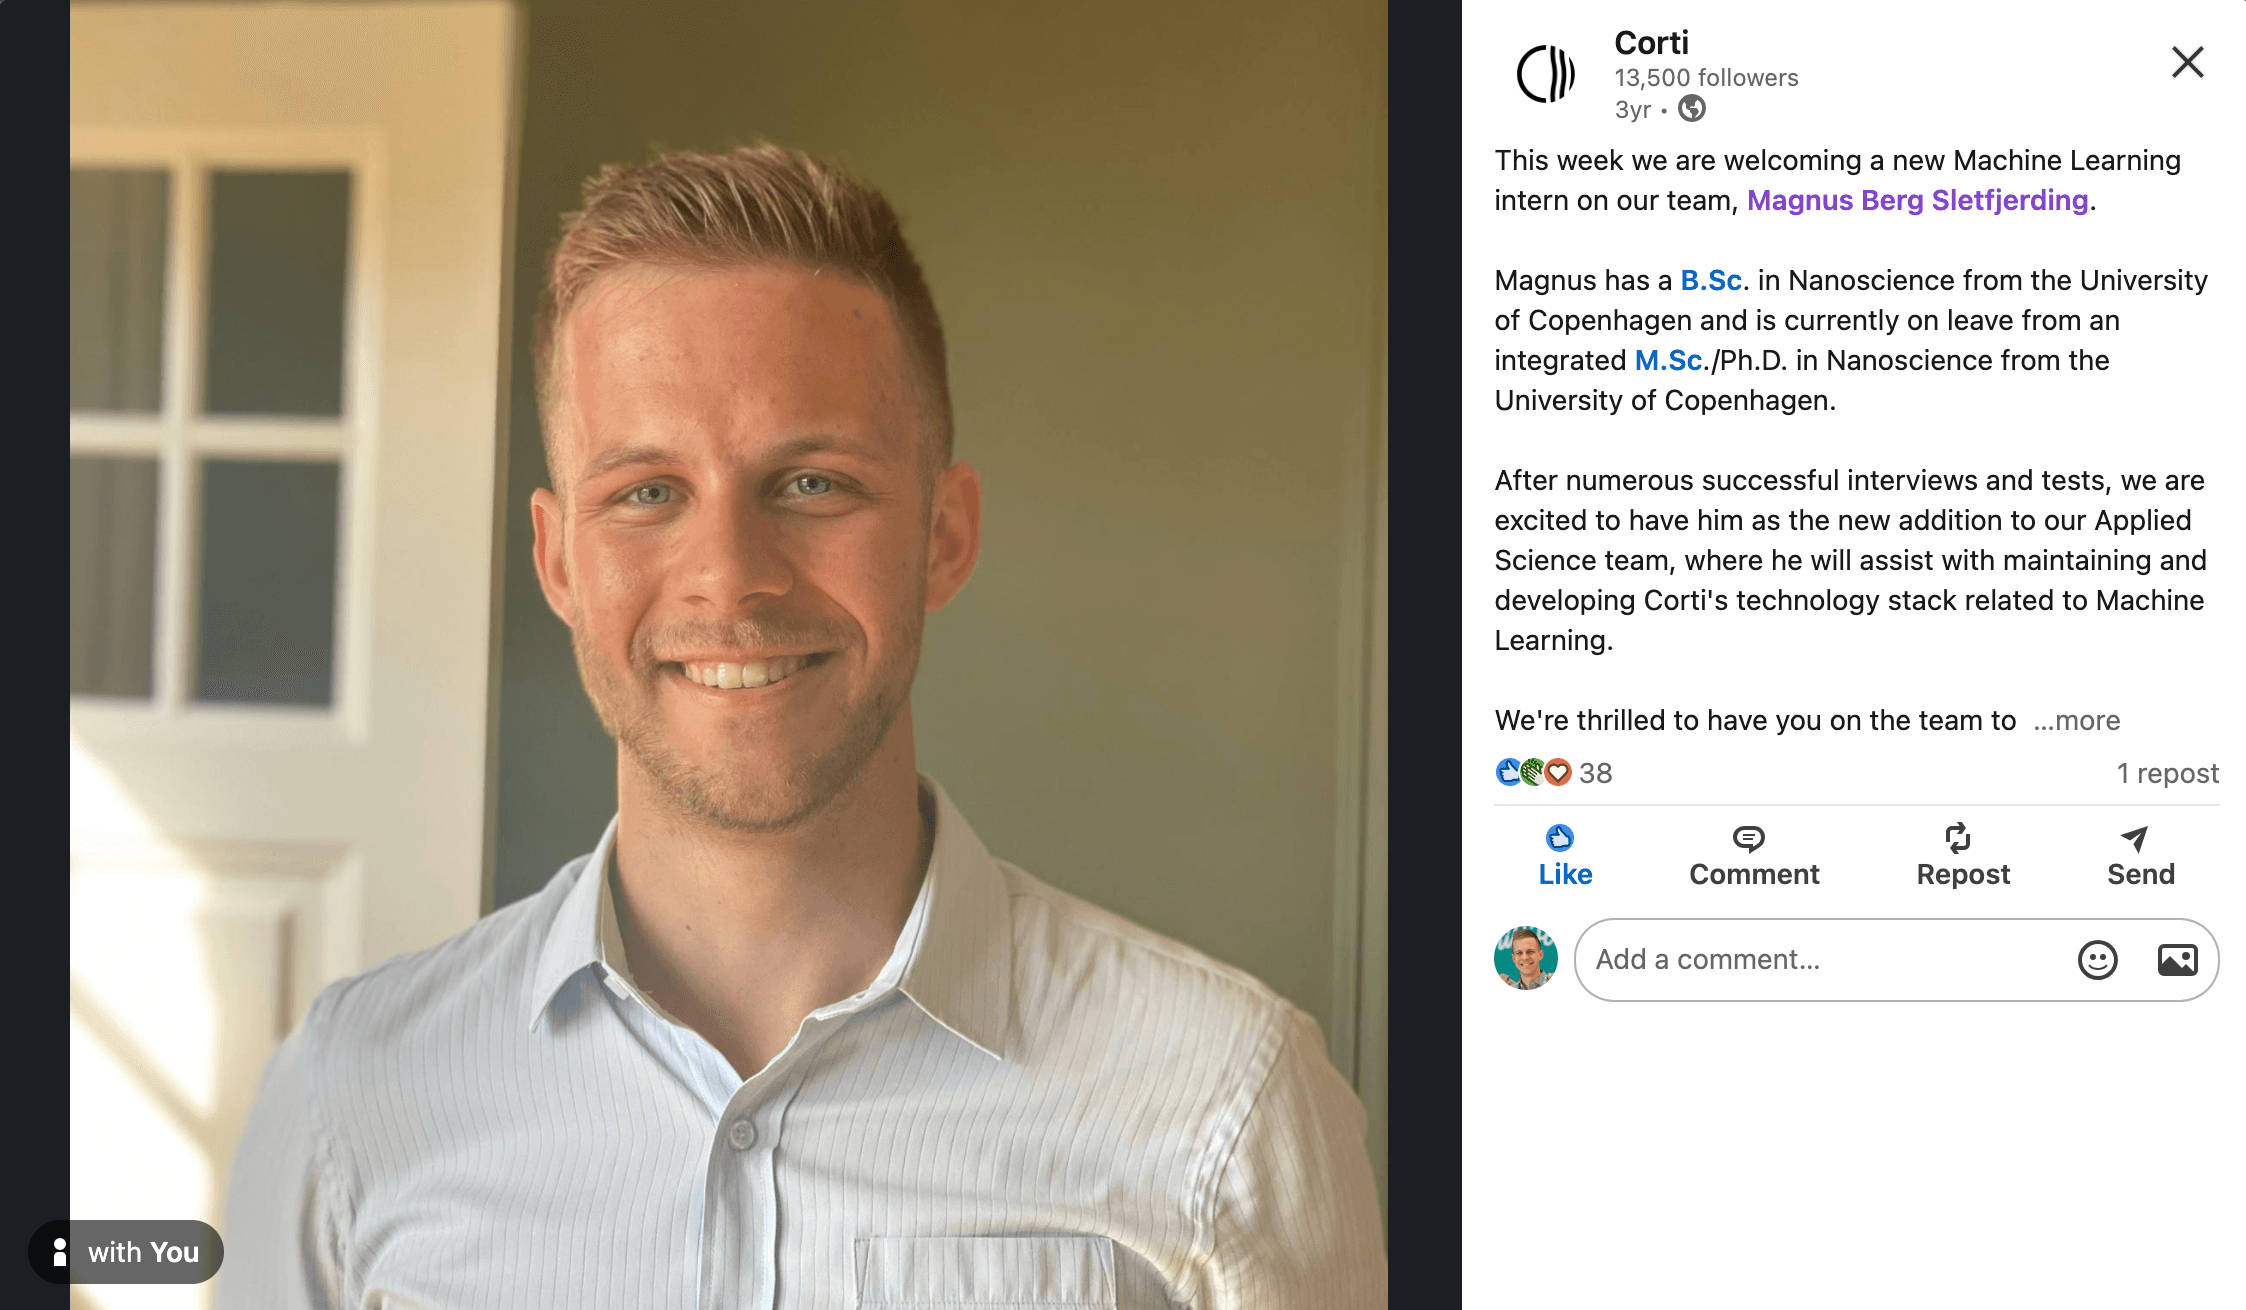 Corti
13,500 followers
3yr •
This week we are welcoming a new Machine Learning
intern on our team, Magnus Berg Sletfjerding.
Magnus has a B.Sc. in Nanoscience from the University
of Copenhagen and is currently on leave from an
integrated M.Sc./Ph.D. in Nanoscience from the
University of Copenhagen.
After numerous successful interviews and tests, we are
excited to have him as the new addition to our Applied
Science team, where he will assist with maintaining and
developing Corti's technology stack related to Machine
Learning.
We're thrilled to have you on the team to ...more
38
1 repost
Like
Comment
Repost
Send
Add a comment...
with You